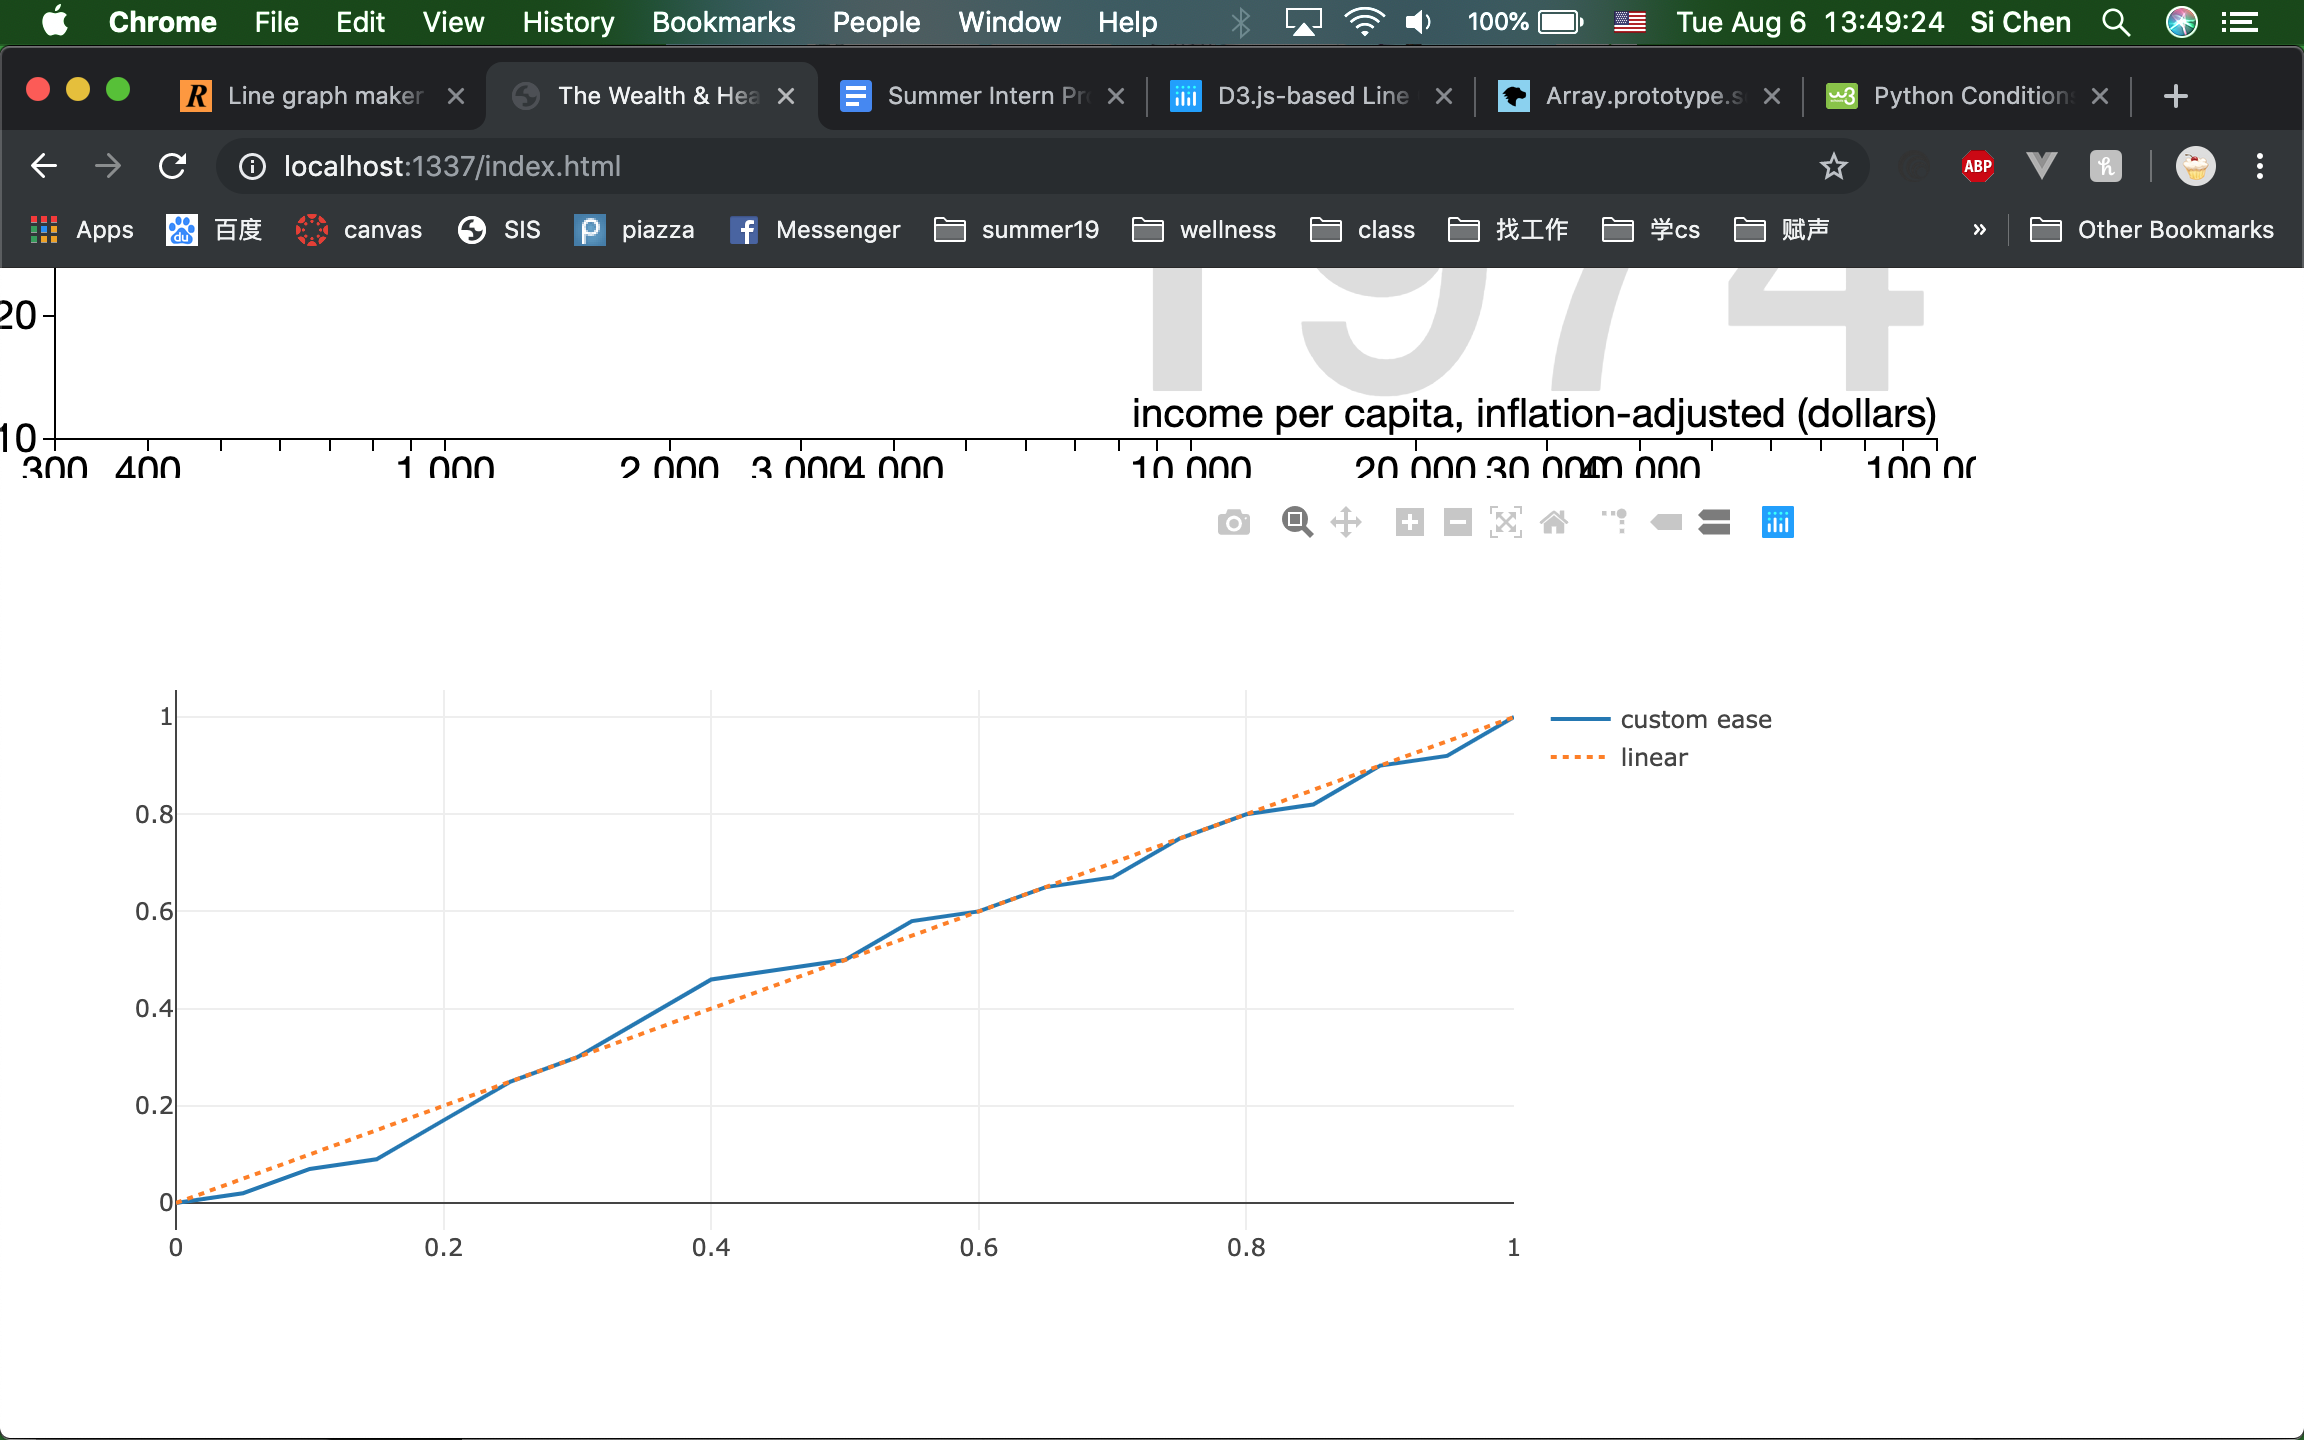 Chrome File Edit View History Bookmarks People Window Help 100% Tue Aug 6 13:49:24 Si Chen
Line graph maker The Wealth & Hea Summer Intern Pr D3.js-based Line Array.prototype.s Python Condition
localhost:1337/index.html ABP
Apps 百度 canvas SIS piazza Messenger summer19 wellness class 找工作 学cs 赋声 » Other Bookmarks
1974
20
income per capita, inflation-adjusted (dollars)
10
300 400 1 000 2 000 3 000 4 000 10 000 20 000 30 000 40 000 100 00
1
custom ease
linear
0.8
0.6
0.4
0.2
0
0 0.2 0.4 0.6 0.8 1